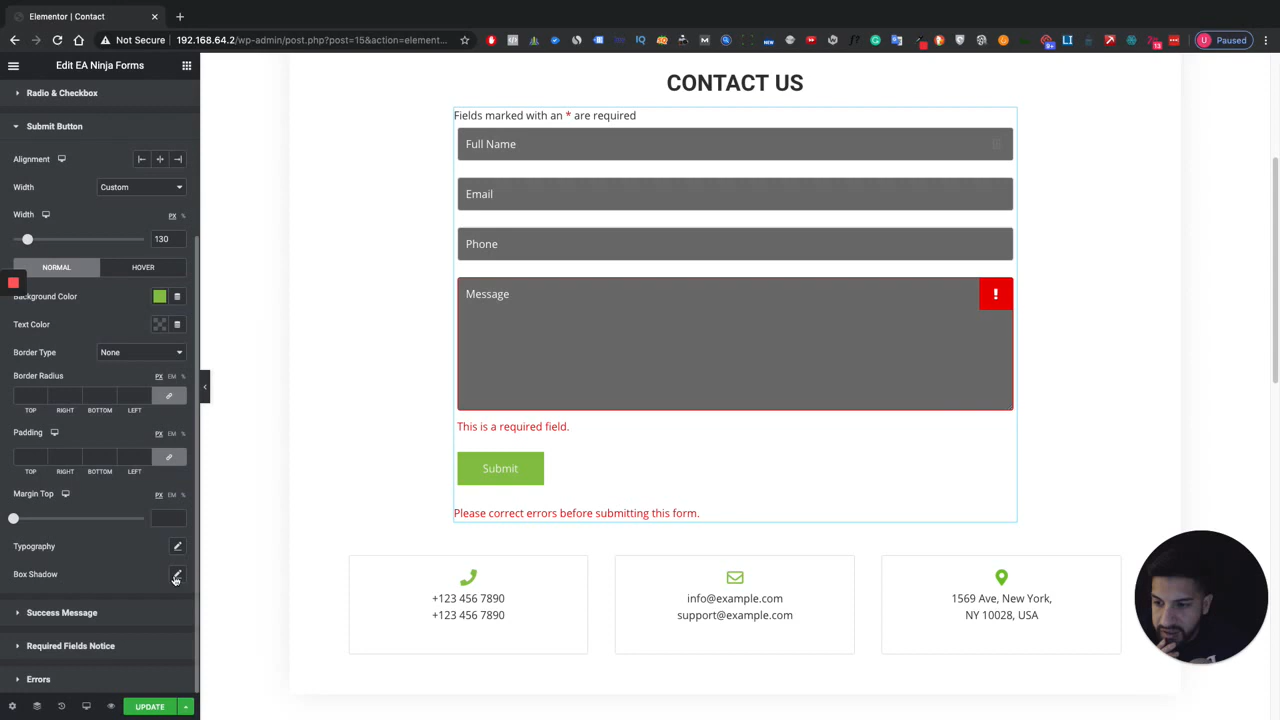 Elementor | Contact Us
192.168.64.2/wp-admin/post.php?post=15&action=elemen...
Paused
Edit EA Ninja Forms
Radio & Checkbox
Submit Button
Alignment
Width
Custom
Width
PX
%
130
NORMAL
HOVER
Background Color
Text Color
Border Type
None
Border Radius
PX EM %
TOP RIGHT BOTTOM LEFT
Padding
PX EM %
TOP RIGHT BOTTOM LEFT
Margin Top
PX EM %
Typography
Box Shadow
Success Message
Required Fields Notice
Errors
UPDATE
CONTACT US
Fields marked with an * are required
Full Name
Email
Phone
Message
This is a required field.
Submit
Please correct errors before submitting this form.
+123 456 7890
+123 456 7890
info@example.com
support@example.com
1569 Ave, New York,
NY 10028, USA